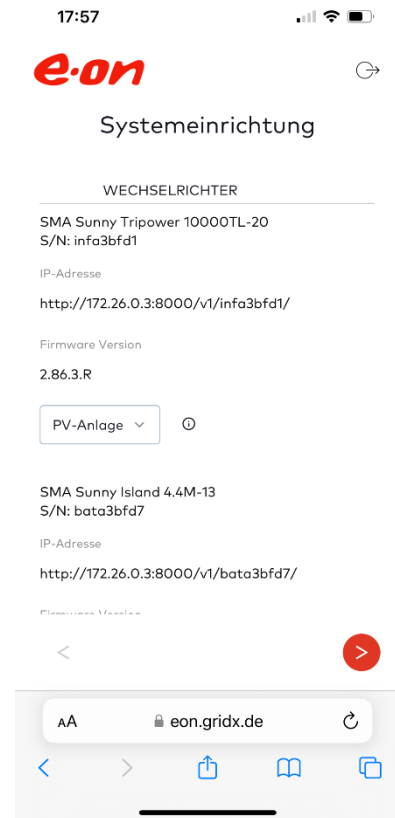 17:57
e·on
Systemeinrichtung
WECHSELRICHTER
SMA Sunny Tripower 10000TL-20
S/N: infa3bfd1
IP-Adresse
http://172.26.0.3:8000/v1/infa3bfd1/
Firmware Version
2.86.3.R
PV-Anlage
SMA Sunny Island 4.4M-13
S/N: bata3bfd7
IP-Adresse
http://172.26.0.3:8000/v1/bata3bfd7/
Firmware Version
AA eon.gridx.de